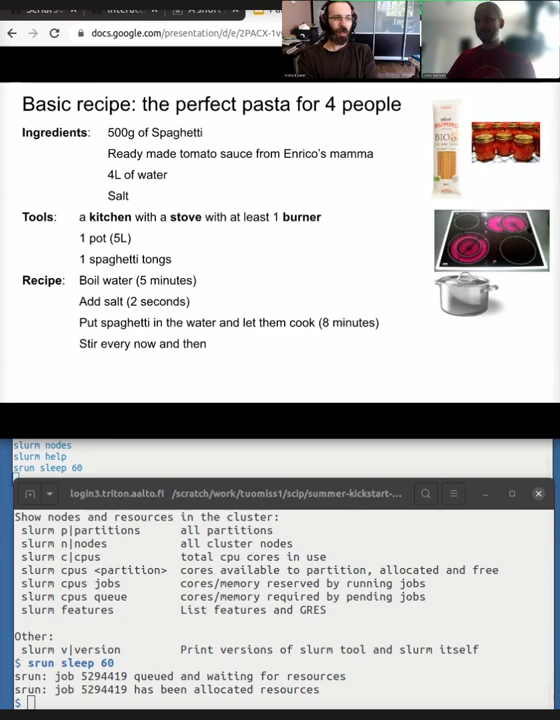 docs.google.com/presentation/d/e/2PACX-1v
Basic recipe: the perfect pasta for 4 people
Ingredients: 500g of Spaghetti
Ready made tomato sauce from Enrico's mamma
4L of water
Salt
Tools: a kitchen with a stove with at least 1 burner
1 pot (5L)
1 spaghetti tongs
Recipe: Boil water (5 minutes)
Add salt (2 seconds)
Put spaghetti in the water and let them cook (8 minutes)
Stir every now and then
slurm nodes
slurm help
srun sleep 60
login3.triton.aalto.fi /scratch/work/tuomiss1/scip/summer-kickstart-...
Show nodes and resources in the cluster:
slurm p|partitions all partitions
slurm n|nodes all cluster nodes
slurm c|cpus total cpu cores in use
slurm cpus <partition> cores available to partition, allocated and free
slurm cpus jobs cores/memory reserved by running jobs
slurm cpus queue cores/memory required by pending jobs
slurm features List features and GRES
Other:
slurm v|version Print versions of slurm tool and slurm itself
$ srun sleep 60
srun: job 5294419 queued and waiting for resources
srun: job 5294419 has been allocated resources
$